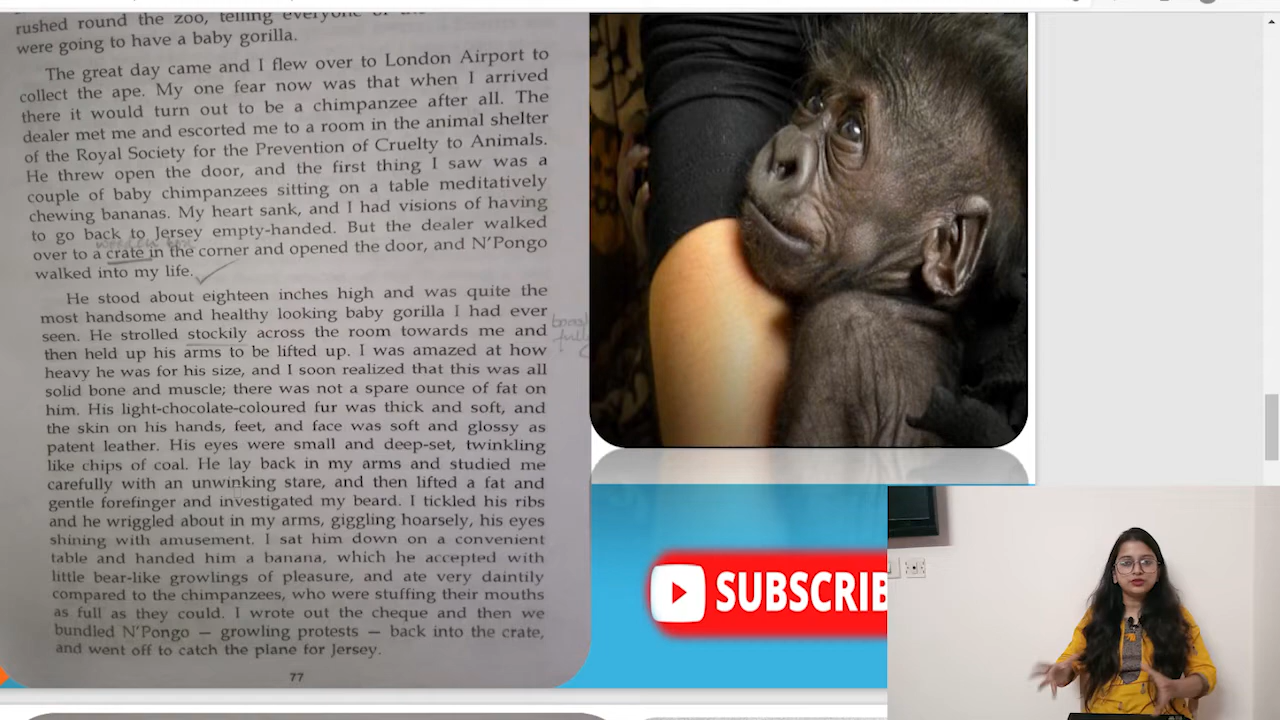 rushed round the zoo, telling everyone
were going to have a baby gorilla.
The great day came and I flew over to London Airport to
collect the ape. My one fear now was that when I arrived
there it would turn out to be a chimpanzee after all. The
dealer met me and escorted me to a room in the animal shelter
of the Royal Society for the Prevention of Cruelty to Animals.
He threw open the door, and the first thing I saw was a
couple of baby chimpanzees sitting on a table meditatively
chewing bananas. My heart sank, and I had visions of having
to go back to Jersey empty-handed. But the dealer walked
over to a crate in the corner and opened the door, and N'Pongo
walked into my life.
He stood about eighteen inches high and was quite the
most handsome and healthy looking baby gorilla I had ever
seen. He strolled stockily across the room towards me and
then held up his arms to be lifted up. I was amazed at how
heavy he was for his size, and I soon realized that this was all
solid bone and muscle; there was not a spare ounce of fat on
him. His light-chocolate-coloured fur was thick and soft, and
the skin on his hands, feet, and face was soft and glossy as
patent leather. His eyes were small and deep-set, twinkling
like chips of coal. He lay back in my arms and studied me
carefully with an unwinking stare, and then lifted a fat and
gentle forefinger and investigated my beard. I tickled his ribs
and he wriggled about in my arms, giggling hoarsely, his eyes
shining with amusement. I sat him down on a convenient
table and handed him a banana, which he accepted with
little bear-like growlings of pleasure, and ate very daintily
compared to the chimpanzees, who were stuffing their mouths
as full as they could. I wrote out the cheque and then we
bundled N'Pongo — growling protests — back into the crate,
and went off to catch the plane for Jersey.
77
SUBSCRIB